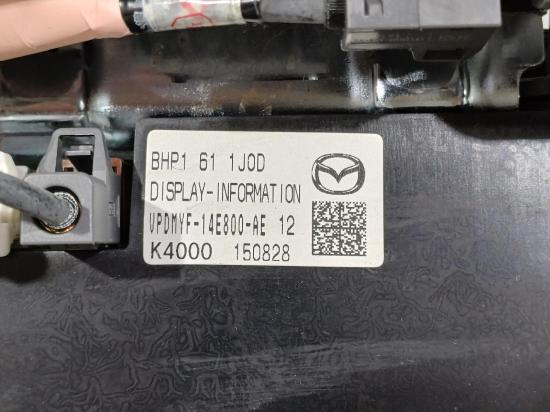 BHP1 61 1J0D
DISPLAY-INFORMATION
VPDMYF-14E800-AE 12
K4000 150828